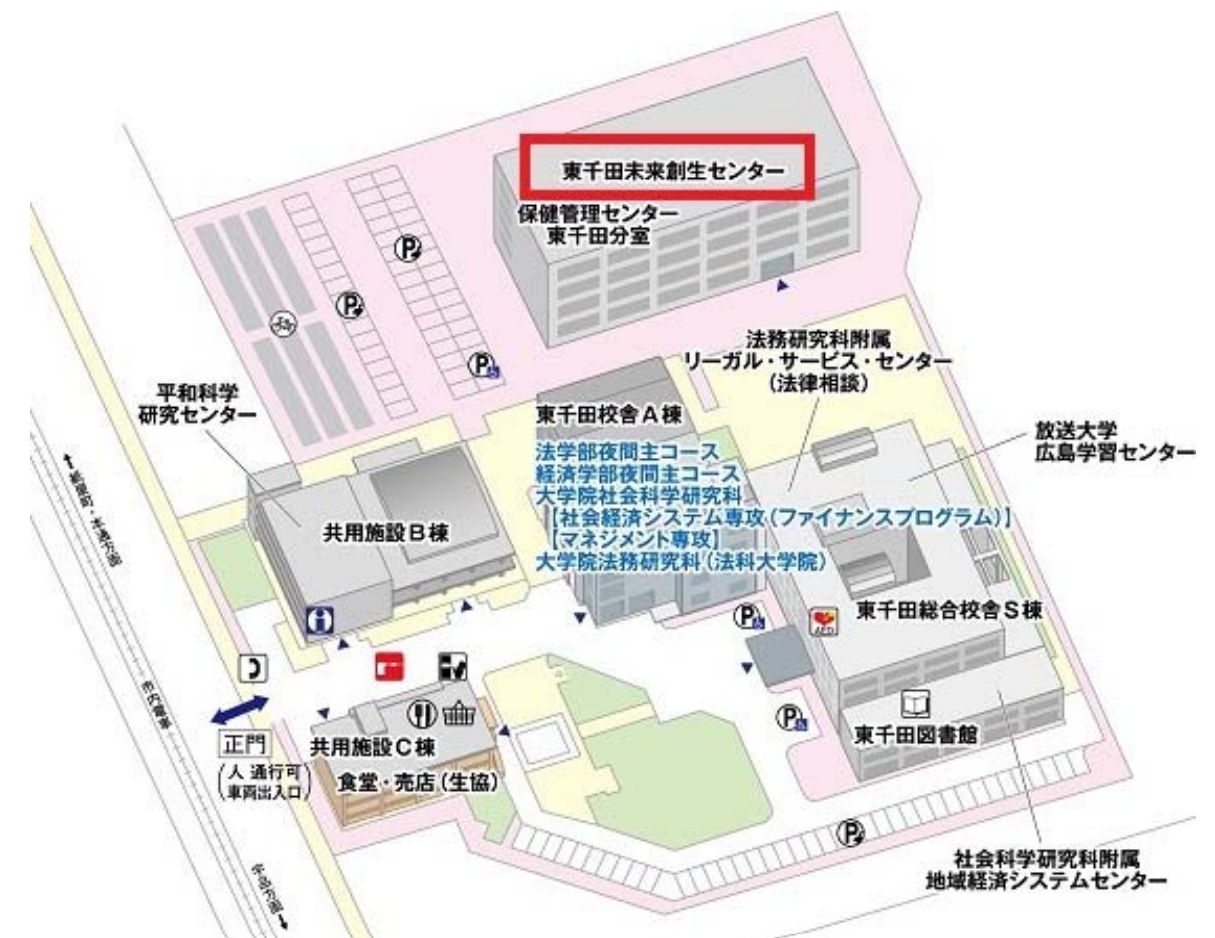 東千田未来創生センター
保健管理センター
東千田分室
P
P
P
法務研究科附属
リーガル・サービス・センター
(法律相談)
平和科学
研究センター
東千田校舎A棟
法学部夜間主コース
経済学部夜間主コース
大学院社会科学研究科
【社会経済システム専攻(ファイナンスプログラム)】
【マネジメント専攻】
大学院法務研究科(法科大学院)
放送大学
広島学習センター
共用施設B棟
紙屋町・本通方面
東千田総合校舎S棟
P
AED
市内電車
正門
(人 通行可
車両出入口)
共用施設C棟
食堂・売店(生協)
P
東千田図書館
P
社会科学研究科附属
地域経済システムセンター
宇品方面